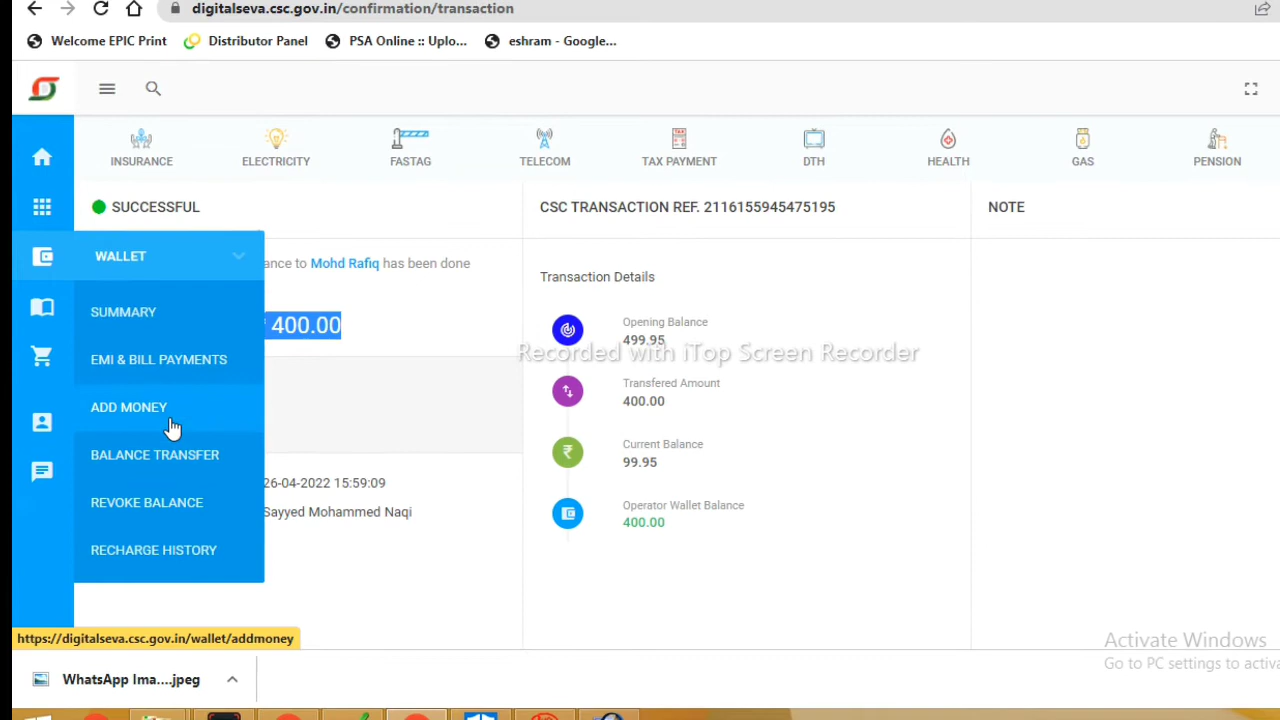 digitalseva.csc.gov.in/confirmation/transaction
Welcome EPIC Print
Distributor Panel
PSA Online :: Uplo...
eshram - Google...
INSURANCE
ELECTRICITY
FASTAG
TELECOM
TAX PAYMENT
DTH
HEALTH
GAS
PENSION
SUCCESSFUL
CSC TRANSACTION REF. 2116155945475195
NOTE
WALLET
SUMMARY
EMI & BILL PAYMENTS
ADD MONEY
BALANCE TRANSFER
REVOKE BALANCE
RECHARGE HISTORY
to Mohd Rafiq has been done
400.00
26-04-2022 15:59:09
Sayyed Mohammed Naqi
Transaction Details
Opening Balance
499.95
Transfered Amount
400.00
Current Balance
99.95
Operator Wallet Balance
400.00
Recorded with iTop Screen Recorder
https://digitalseva.csc.gov.in/wallet/addmoney
Activate Windows
Go to PC settings to
WhatsApp Ima....jpeg